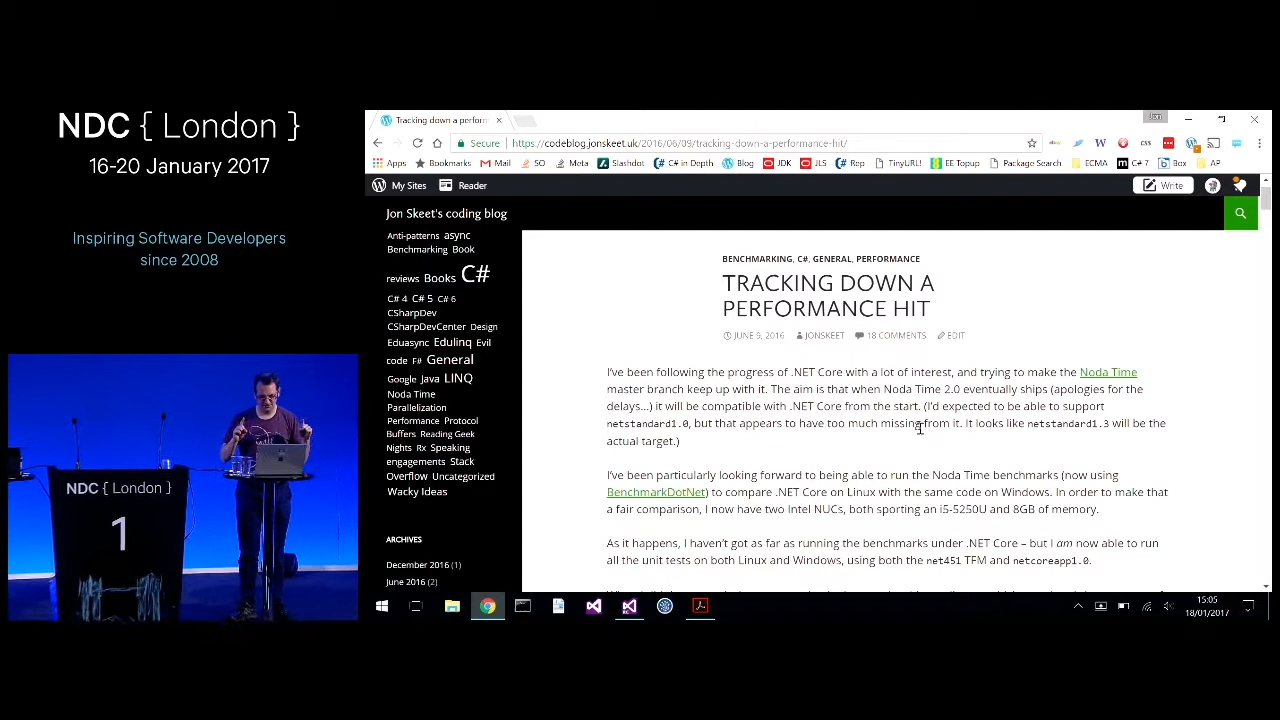 NDC { London }
16-20 January 2017
Inspiring Software Developers
since 2008
NDC { London }
1
Tracking down a perform
Jon
Secure https://codeblog.jonskeet.uk/2016/06/09/tracking-down-a-performance-hit/
Apps Bookmarks Mail SO Meta Slashdot C# in Depth Blog JDK JLS Rep TinyURL! EE Topup Package Search ECMA C# 7 Box AP
My Sites Reader Write
Jon Skeet's coding blog
Anti-patterns async
Benchmarking Book
reviews Books C#
C# 4 C# 5 C# 6
CSharpDev
CSharpDevCenter Design
Eduasync Edulinq Evil
code F# General
Google Java LINQ
Noda Time
Parallelization
Performance Protocol
Buffers Reading Geek
Nights Rx Speaking
engagements Stack
Overflow Uncategorized
Wacky Ideas
ARCHIVES
December 2016 (1)
June 2016 (2)
BENCHMARKING, C#, GENERAL, PERFORMANCE
TRACKING DOWN A
PERFORMANCE HIT
JUNE 9, 2016 JONSKEET 18 COMMENTS EDIT
I've been following the progress of .NET Core with a lot of interest, and trying to make the Noda Time
master branch keep up with it. The aim is that when Noda Time 2.0 eventually ships (apologies for the
delays…) it will be compatible with .NET Core from the start. (I'd expected to be able to support
netstandard1.0, but that appears to have too much missing from it. It looks like netstandard1.3 will be the
actual target.)
I've been particularly looking forward to being able to run the Noda Time benchmarks (now using
BenchmarkDotNet) to compare .NET Core on Linux with the same code on Windows. In order to make that
a fair comparison, I now have two Intel NUCs, both sporting an i5-5250U and 8GB of memory.
As it happens, I haven't got as far as running the benchmarks under .NET Core – but I am now able to run
all the unit tests on both Linux and Windows, using both the net451 TFM and netcoreapp1.0.
15:05
18/01/2017